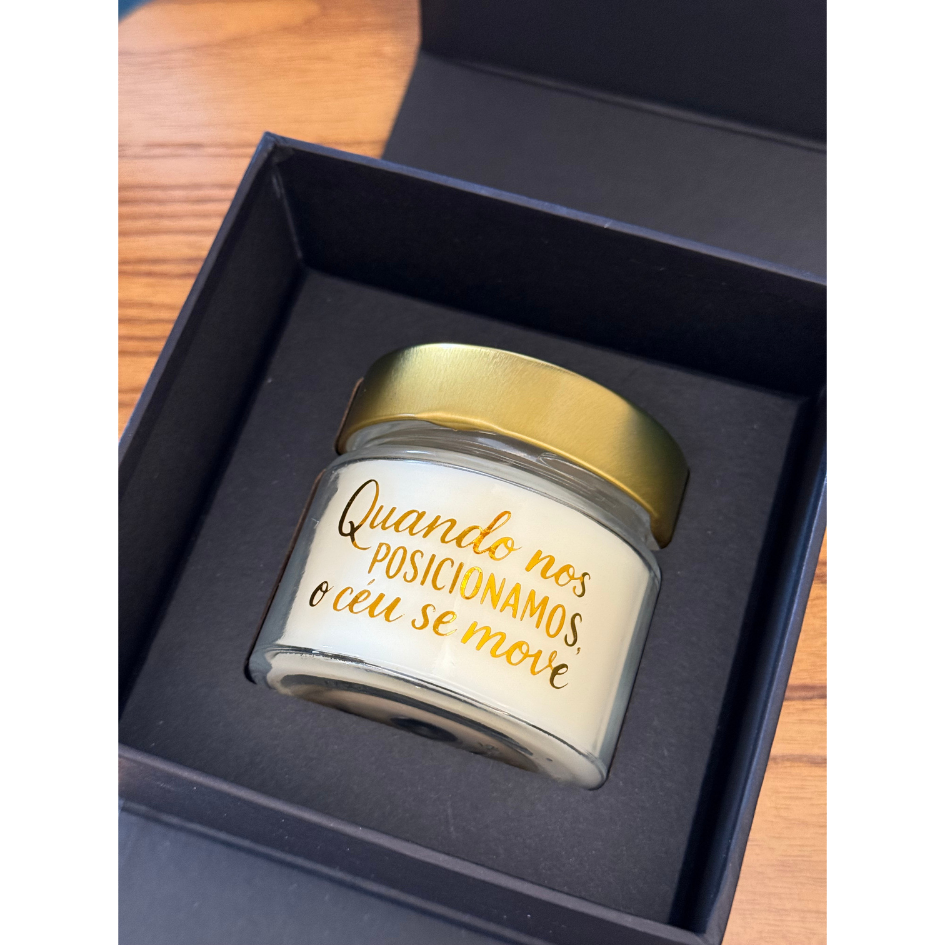 Quando nos
POSICIONAMOS,
o céu se move